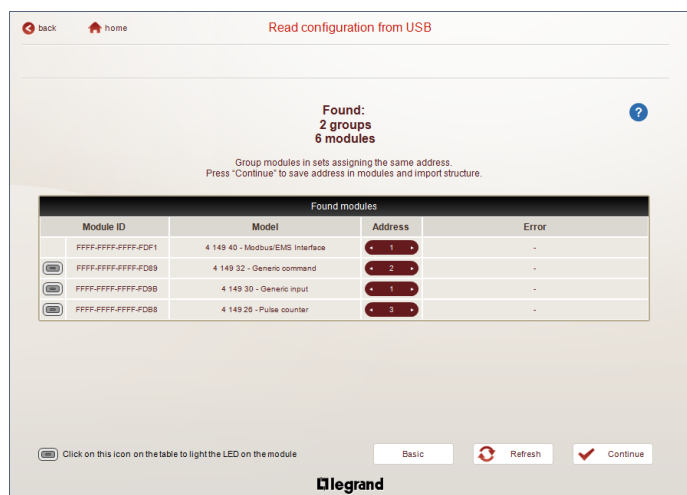 back
home
Read configuration from USB
Found:
2 groups
6 modules
?
Group modules in sets assigning the same address.
Press "Continue" to save address in modules and import structure.
Found modules
Module ID Model Address Error
FFFF-FFFF-FFFF-FDF1 4 149 40 - Modbus/EMS Interface 1 -
FFFF-FFFF-FFFF-FD89 4 149 32 - Generic command 2 -
FFFF-FFFF-FFFF-FD9B 4 149 30 - Generic input 1 -
FFFF-FFFF-FFFF-FDB8 4 149 26 - Pulse counter 3 -
Click on this icon on the table to light the LED on the module
Basic
Refresh
Continue
legrand